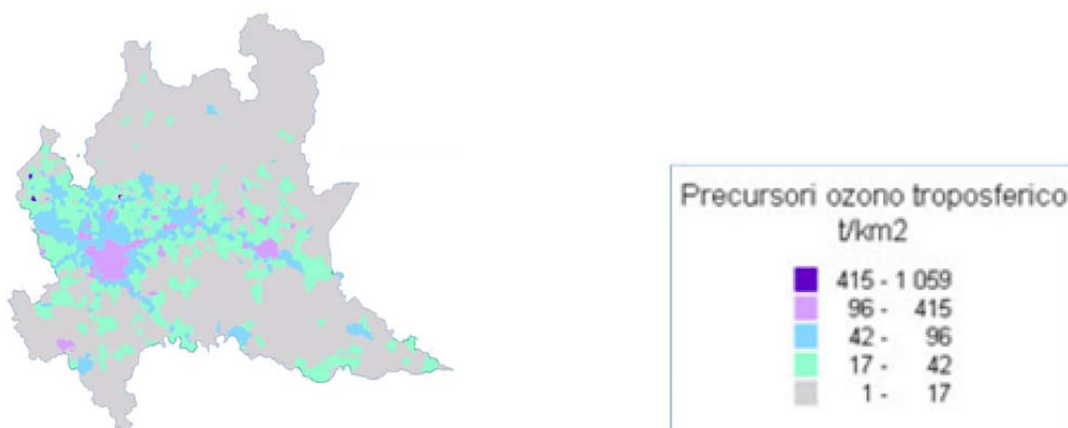 Precursori ozono troposferico
t/km2
415 - 1 059
96 - 415
42 - 96
17 - 42
1 - 17